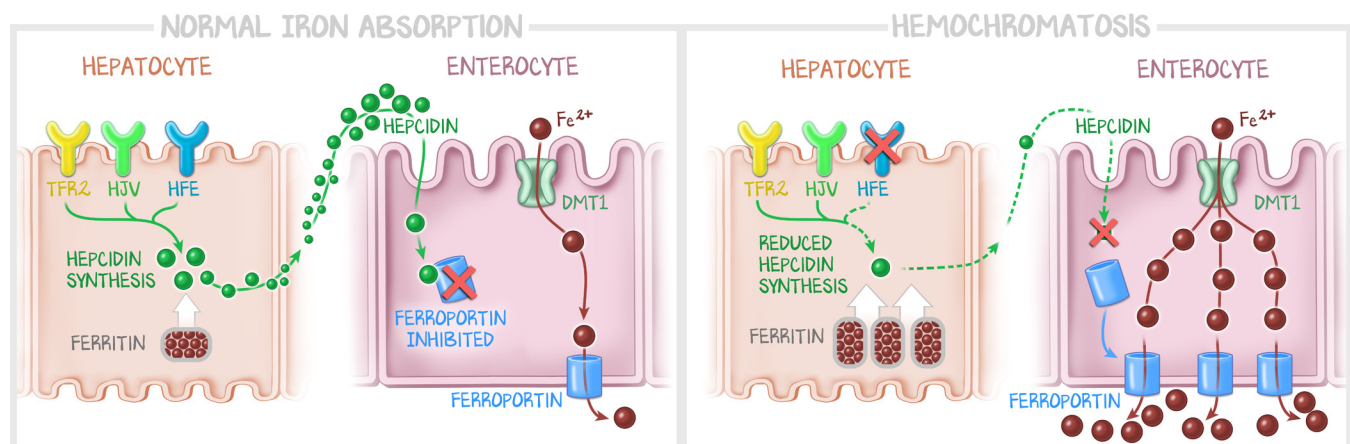 NORMAL IRON ABSORPTION
HEPATOCYTE
ENTEROCYTE
TFR2
HJV
HFE
HEPCIDIN
SYNTHESIS
FERRITIN
HEPCIDIN
Fe²⁺
DMT1
FERROPORTIN
INHIBITED
FERROPORTIN
HEMOCHROMATOSIS
HEPATOCYTE
ENTEROCYTE
TFR2
HJV
HFE
REDUCED
HEPCIDIN
SYNTHESIS
FERRITIN
HEPCIDIN
Fe²⁺
DMT1
FERROPORTIN